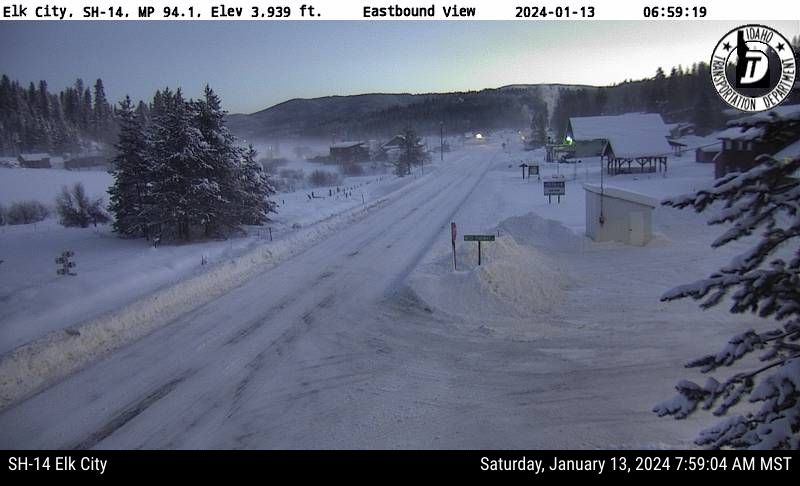 Elk City, SH-14, MP 94.1, Elev 3,939 ft. Eastbound View 2024-01-13 06:59:19
IDAHO
TRANSPORTATION DEPARTMENT
SH-14 Elk City Saturday, January 13, 2024 7:59:04 AM MST